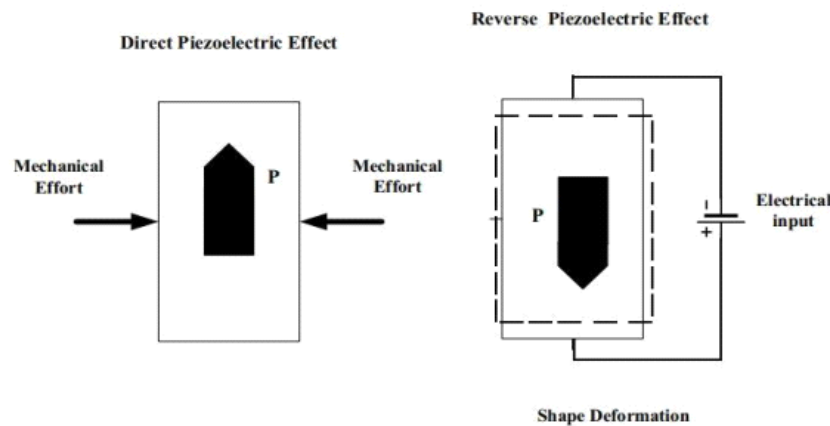 Direct Piezoelectric Effect
Mechanical
Effort
P
Mechanical
Effort
Reverse Piezoelectric Effect
P
-
+
Electrical
input
Shape Deformation